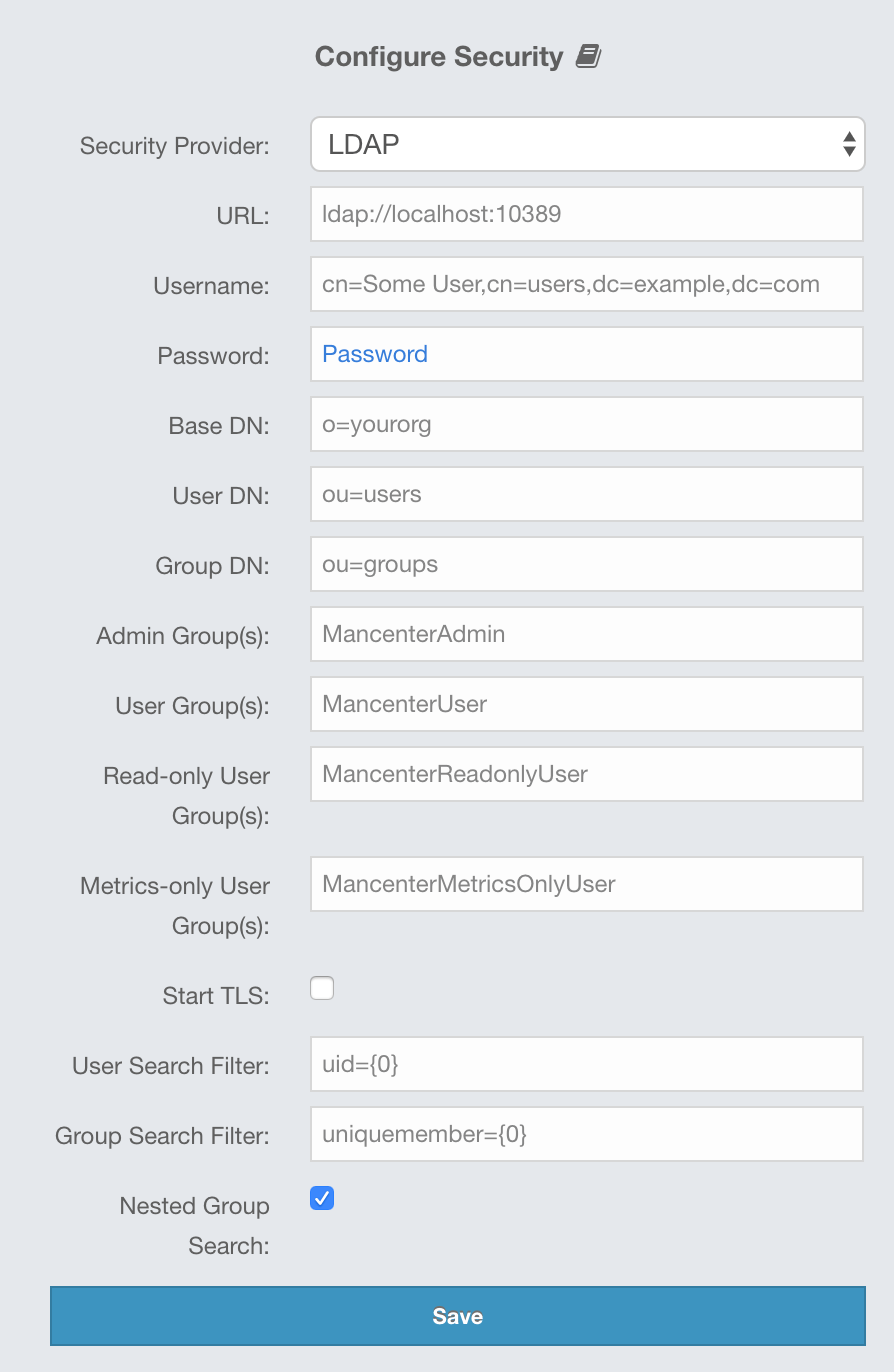 Configure Security
Security Provider: LDAP
URL: ldap://localhost:10389
Username: cn=Some User,cn=users,dc=example,dc=com
Password: Password
Base DN: o=yourorg
User DN: ou=users
Group DN: ou=groups
Admin Group(s): MancenterAdmin
User Group(s): MancenterUser
Read-only User MancenterReadonlyUser
Group(s):
Metrics-only User MancenterMetricsOnlyUser
Group(s):
Start TLS:
User Search Filter: uid={0}
Group Search Filter: uniquemember={0}
Nested Group
Search:
Save